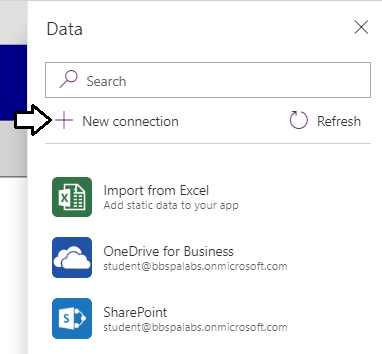 Data
Search
New connection
Refresh
Import from Excel
Add static data to your app
OneDrive for Business
student@bbspalabs.onmicrosoft.com
SharePoint
student@bbspalabs.onmicrosoft.com